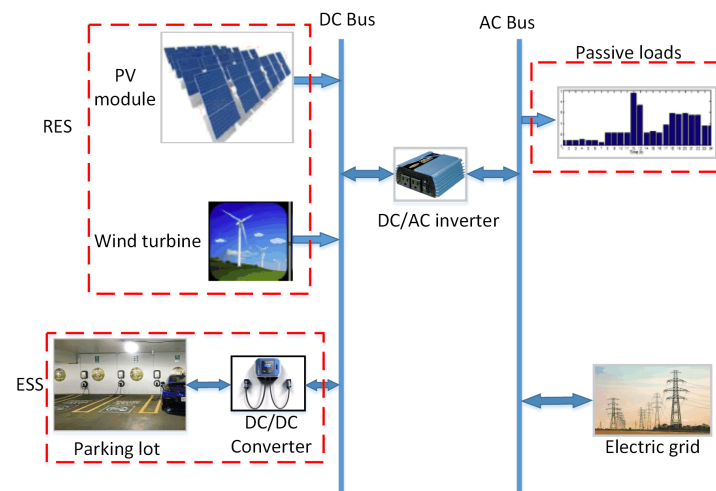 DC Bus
AC Bus
Passive loads
PV
module
RES
Time,h
DC/AC inverter
Wind turbine
ESS
DC/DC
Converter
Parking lot
Electric grid